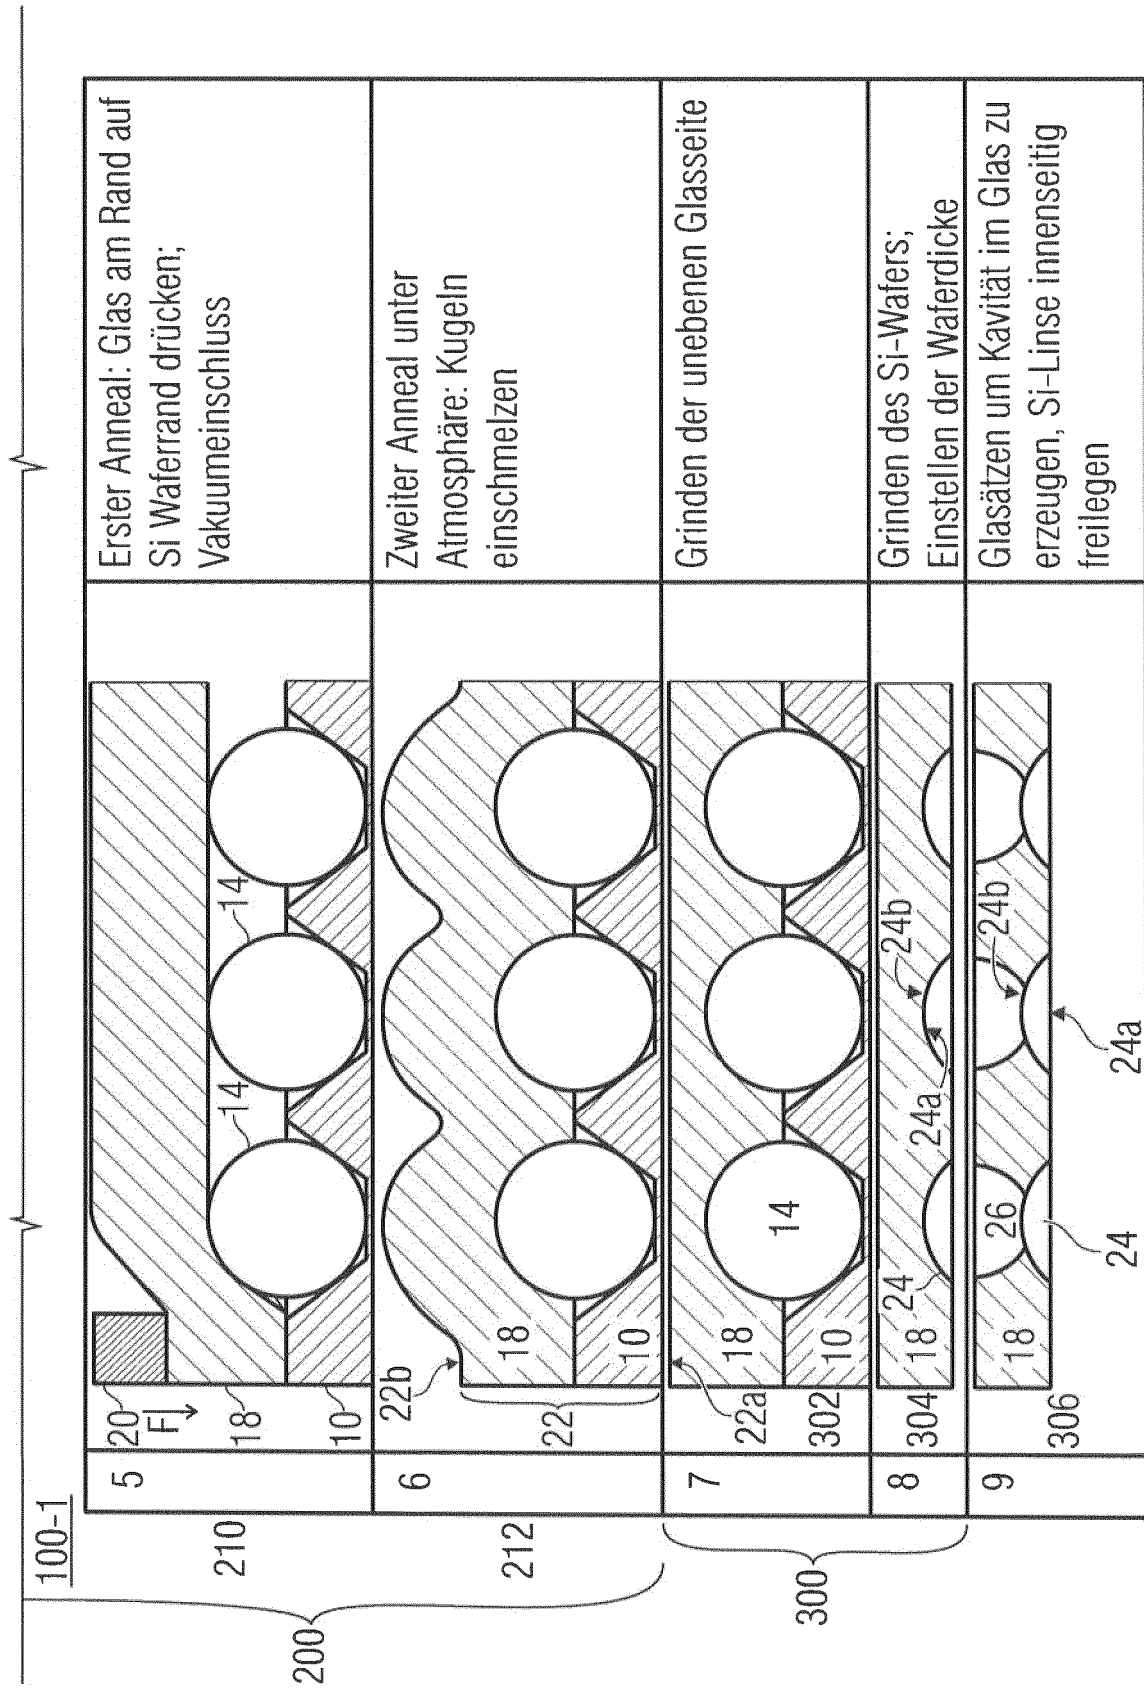 100-1
200
210
5
20
F
18
10
14
14
Erster Anneal: Glas am Rand auf
Si Waferrand drücken;
Vakuumeinschluss
212
6
22b
22
18
10
Zweiter Anneal unter
Atmosphäre: Kugeln
einschmelzen
300
7
22a
302
18
10
14
Grinden der unebenen Glasseite
8
304
18
24
24a
24b
Grinden des Si-Wafers;
Einstellen der Waferdicke
9
306
18
26
24
24b
24a
Glasätzen um Kavität im Glas zu
erzeugen, Si-Linse innenseitig
freilegen